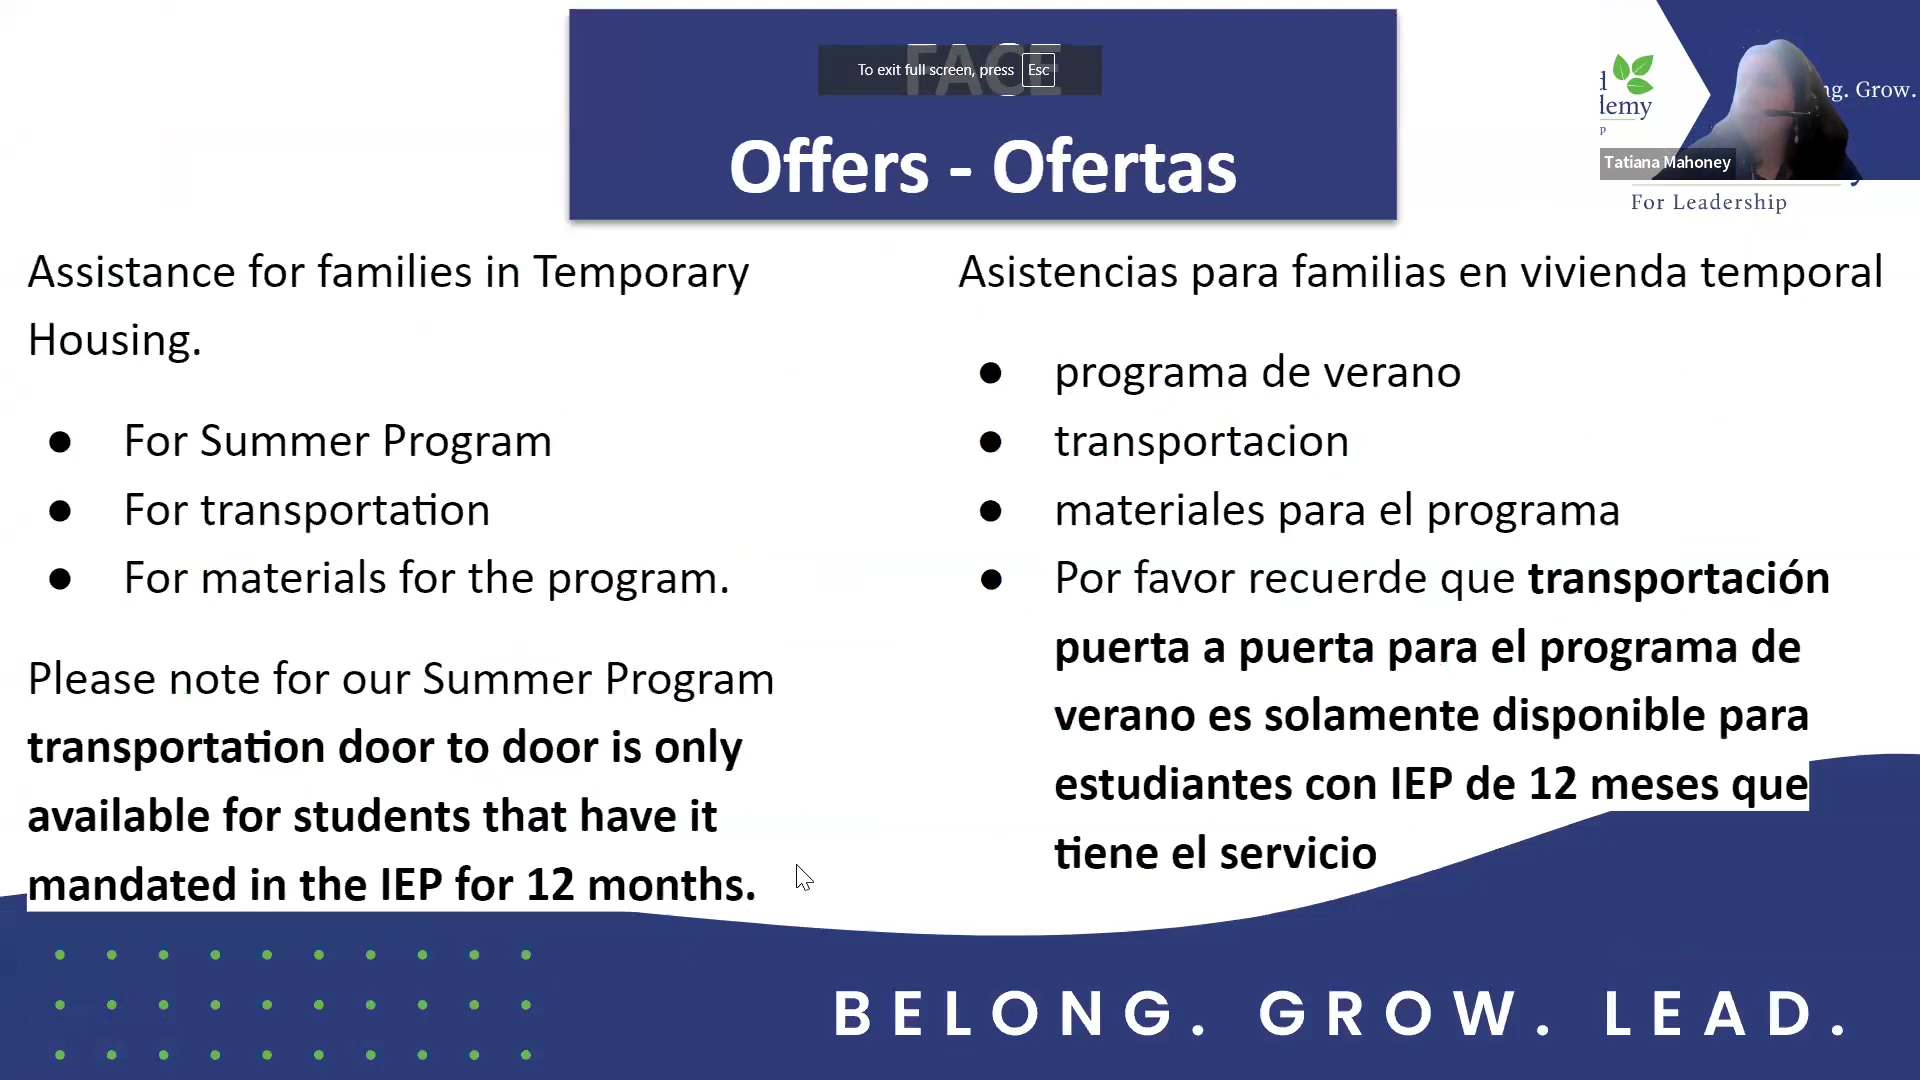 FACE
To exit full screen, press Esc
Offers - Ofertas
demy
ng. Grow.
Tatiana Mahoney
For Leadership
Assistance for families in Temporary
Housing.
● For Summer Program
● For transportation
● For materials for the program.
Please note for our Summer Program
transportation door to door is only
available for students that have it
mandated in the IEP for 12 months.
Asistencias para familias en vivienda temporal
● programa de verano
● transportacion
● materiales para el programa
● Por favor recuerde que transportación
puerta a puerta para el programa de
verano es solamente disponible para
estudiantes con IEP de 12 meses que
tiene el servicio
BELONG. GROW. LEAD.